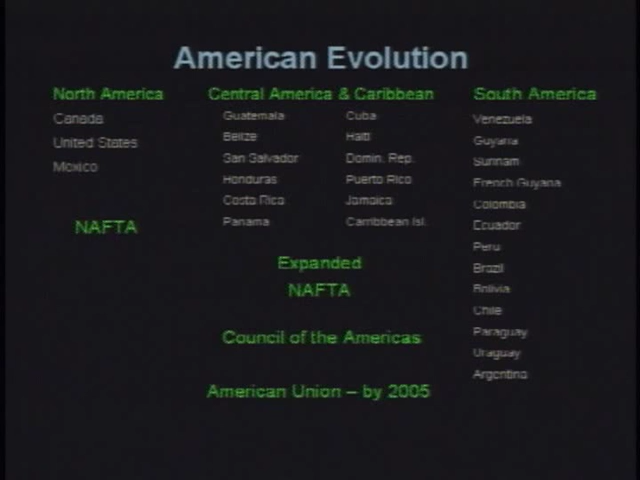 American Evolution
North America
Canada
United States
Mexico
NAFTA
Central America & Caribbean
Guatemala
Belize
San Salvador
Honduras
Costa Rica
Panama
Cuba
Haiti
Domin. Rep.
Puerto Rico
Jamaica
Carribbean Isl.
Expanded
NAFTA
Council of the Americas
American Union – by 2005
South America
Venezuela
Guyana
Surinam
French Guyana
Colombia
Ecuador
Peru
Brazil
Bolivia
Chile
Paraguay
Uraguay
Argentina